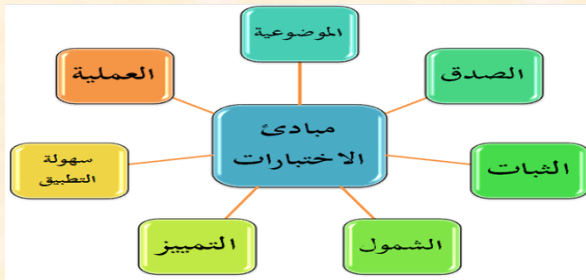 الموضوعية
الصدق
العملية
مبادئ
الاختبارات
سهولة
التطبيق
الثبات
التمييز
الشمول